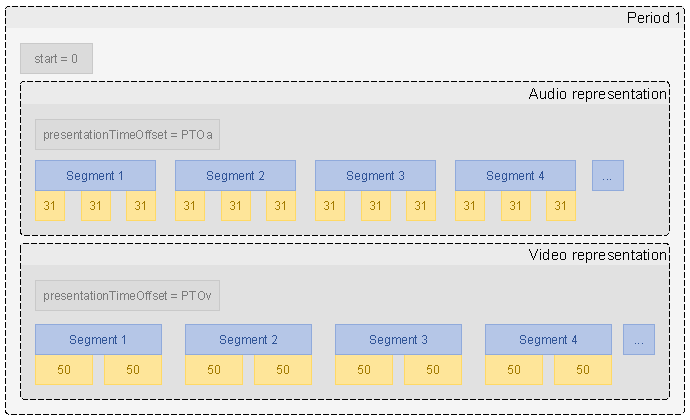 Period 1
start = 0
Audio representation
presentationTimeOffset = PTOa
Segment 1 Segment 2 Segment 3 Segment 4 ...
31 31 31 31 31 31 31 31 31 31 31 31
Video representation
presentationTimeOffset = PTOv
Segment 1 Segment 2 Segment 3 Segment 4 ...
50 50 50 50 50 50 50 50